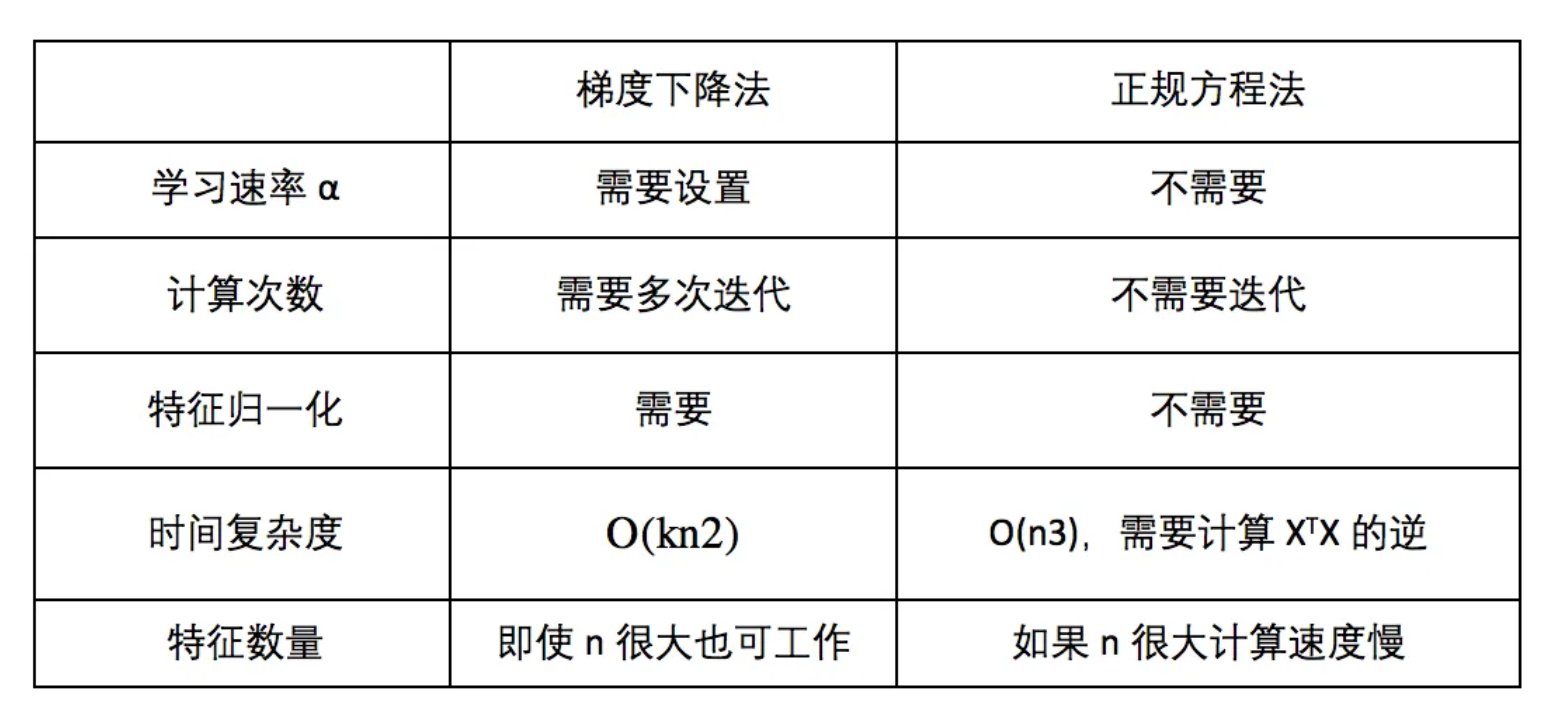 梯度下降法 正规方程法
学习速率 α 需要设置 不需要
计算次数 需要多次迭代 不需要迭代
特征归一化 需要 不需要
时间复杂度 O(kn2) O(n3)，需要计算 XᵀX 的逆
特征数量 即使 n 很大也可工作 如果 n 很大计算速度慢